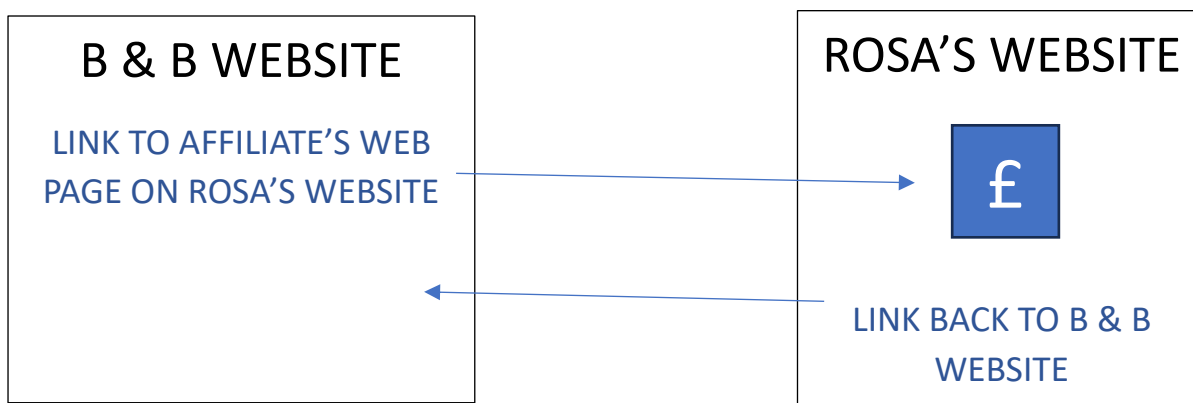 B & B WEBSITE
LINK TO AFFILIATE’S WEB
PAGE ON ROSA’S WEBSITE
ROSA’S WEBSITE
£
LINK BACK TO B & B
WEBSITE